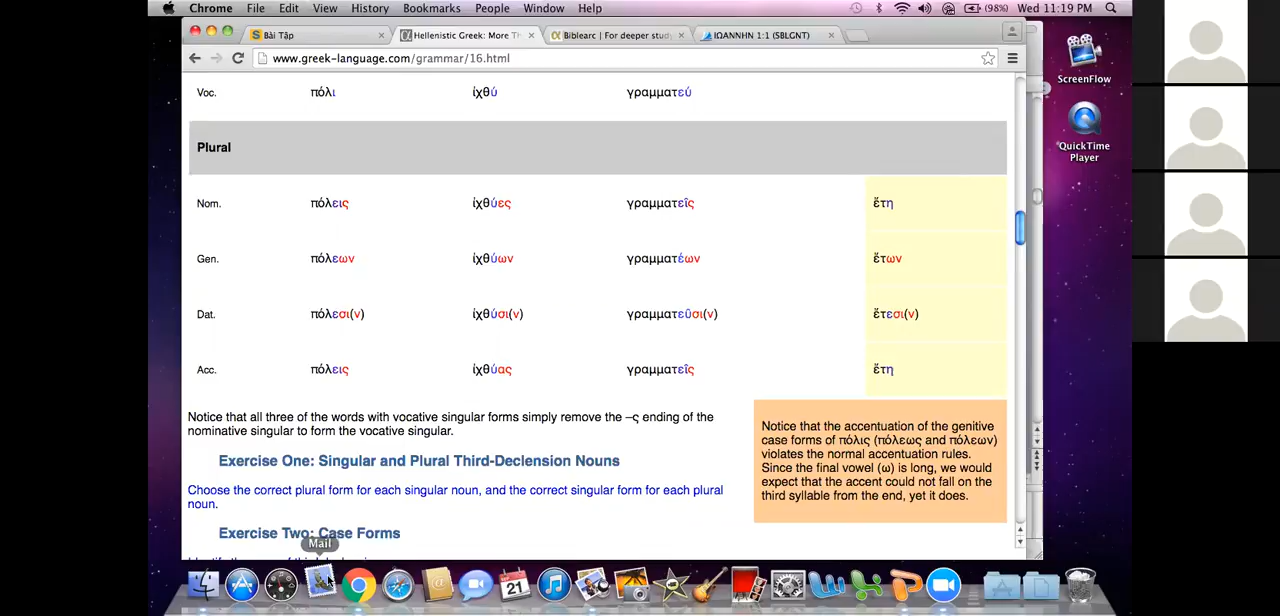 Chrome File Edit View History Bookmarks People Window Help (98%) Wed 11:19 PM
Bài Tập Hellenistic Greek: More Th Biblearc | For deeper stud ΙΩΑΝΝΗΝ 1:1 (SBLGNT)
www.greek-language.com/grammar/16.html
Voc. πόλι ἰχθύ γραμματεύ
Plural
Nom. πόλεις ἰχθύες γραμματεῖς ἔτη
Gen. πόλεων ἰχθύων γραμματέων ἔτων
Dat. πόλεσι(ν) ἰχθύσι(ν) γραμματεῦσι(ν) ἔτεσι(ν)
Acc. πόλεις ἰχθύας γραμματεῖς ἔτη
Notice that all three of the words with vocative singular forms simply remove the –ς ending of the
nominative singular to form the vocative singular.
Notice that the accentuation of the genitive
case forms of πόλις (πόλεως and πόλεων)
violates the normal accentuation rules.
Since the final vowel (ω) is long, we would
expect that the accent could not fall on the
third syllable from the end, yet it does.
Exercise One: Singular and Plural Third-Declension Nouns
Choose the correct plural form for each singular noun, and the correct singular form for each plural
noun.
Exercise Two: Case Forms
Mail
21
ScreenFlow
QuickTime
Player